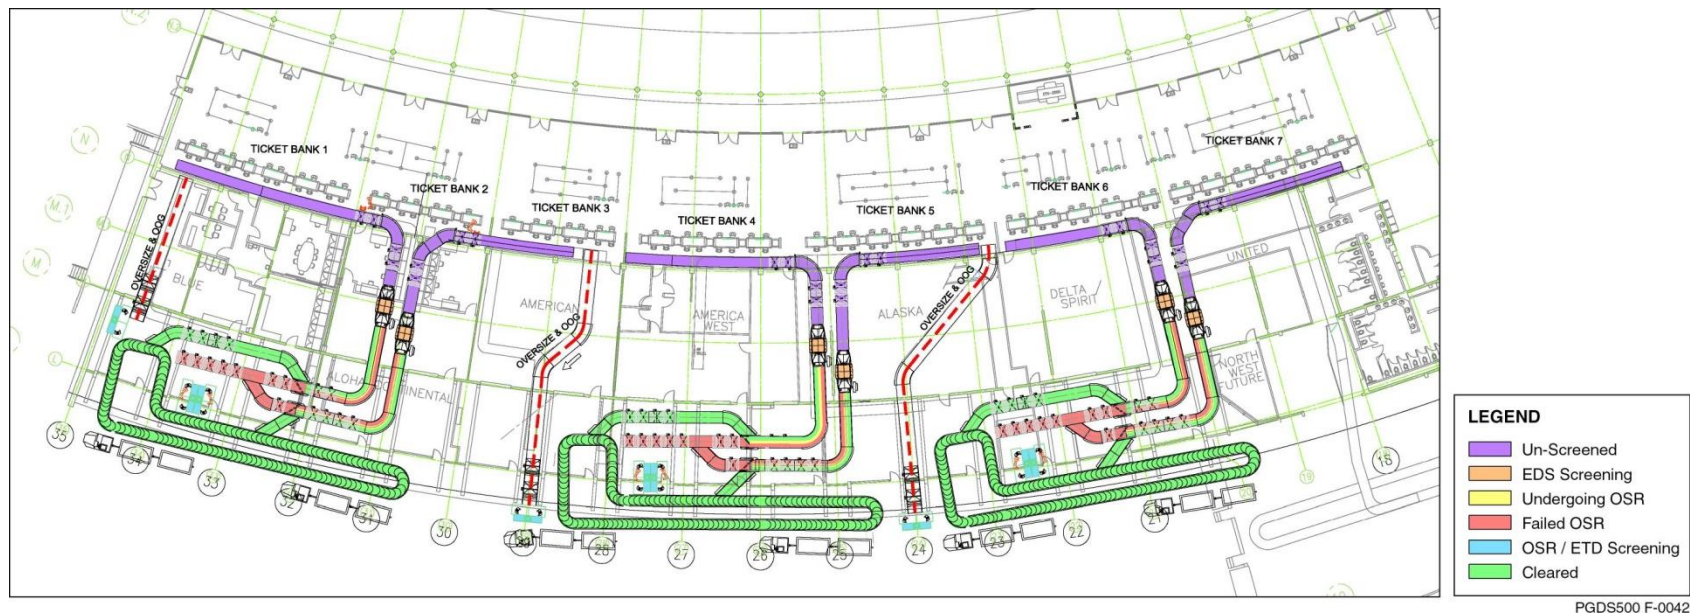 N.2
N.2
TICKET BANK 1
TICKET BANK 2
TICKET BANK 3
TICKET BANK 4
TICKET BANK 5
TICKET BANK 6
TICKET BANK 7
N
M.1
M
L
OVERSIZE & OOG
BLUE
AMERICAN
OVERSIZE & OOG
AMERICA
WEST
ALASKA
OVERSIZE & OOG
DELTA
SPIRIT
UNITED
NORTH
WEST
FUTURE
ALOHA
35
34
33
32
31
30
29
28
27
26
25
24
23
22
21
20
19
18
LEGEND
Un-Screened
EDS Screening
Undergoing OSR
Failed OSR
OSR / ETD Screening
Cleared
PGDS500 F-0042